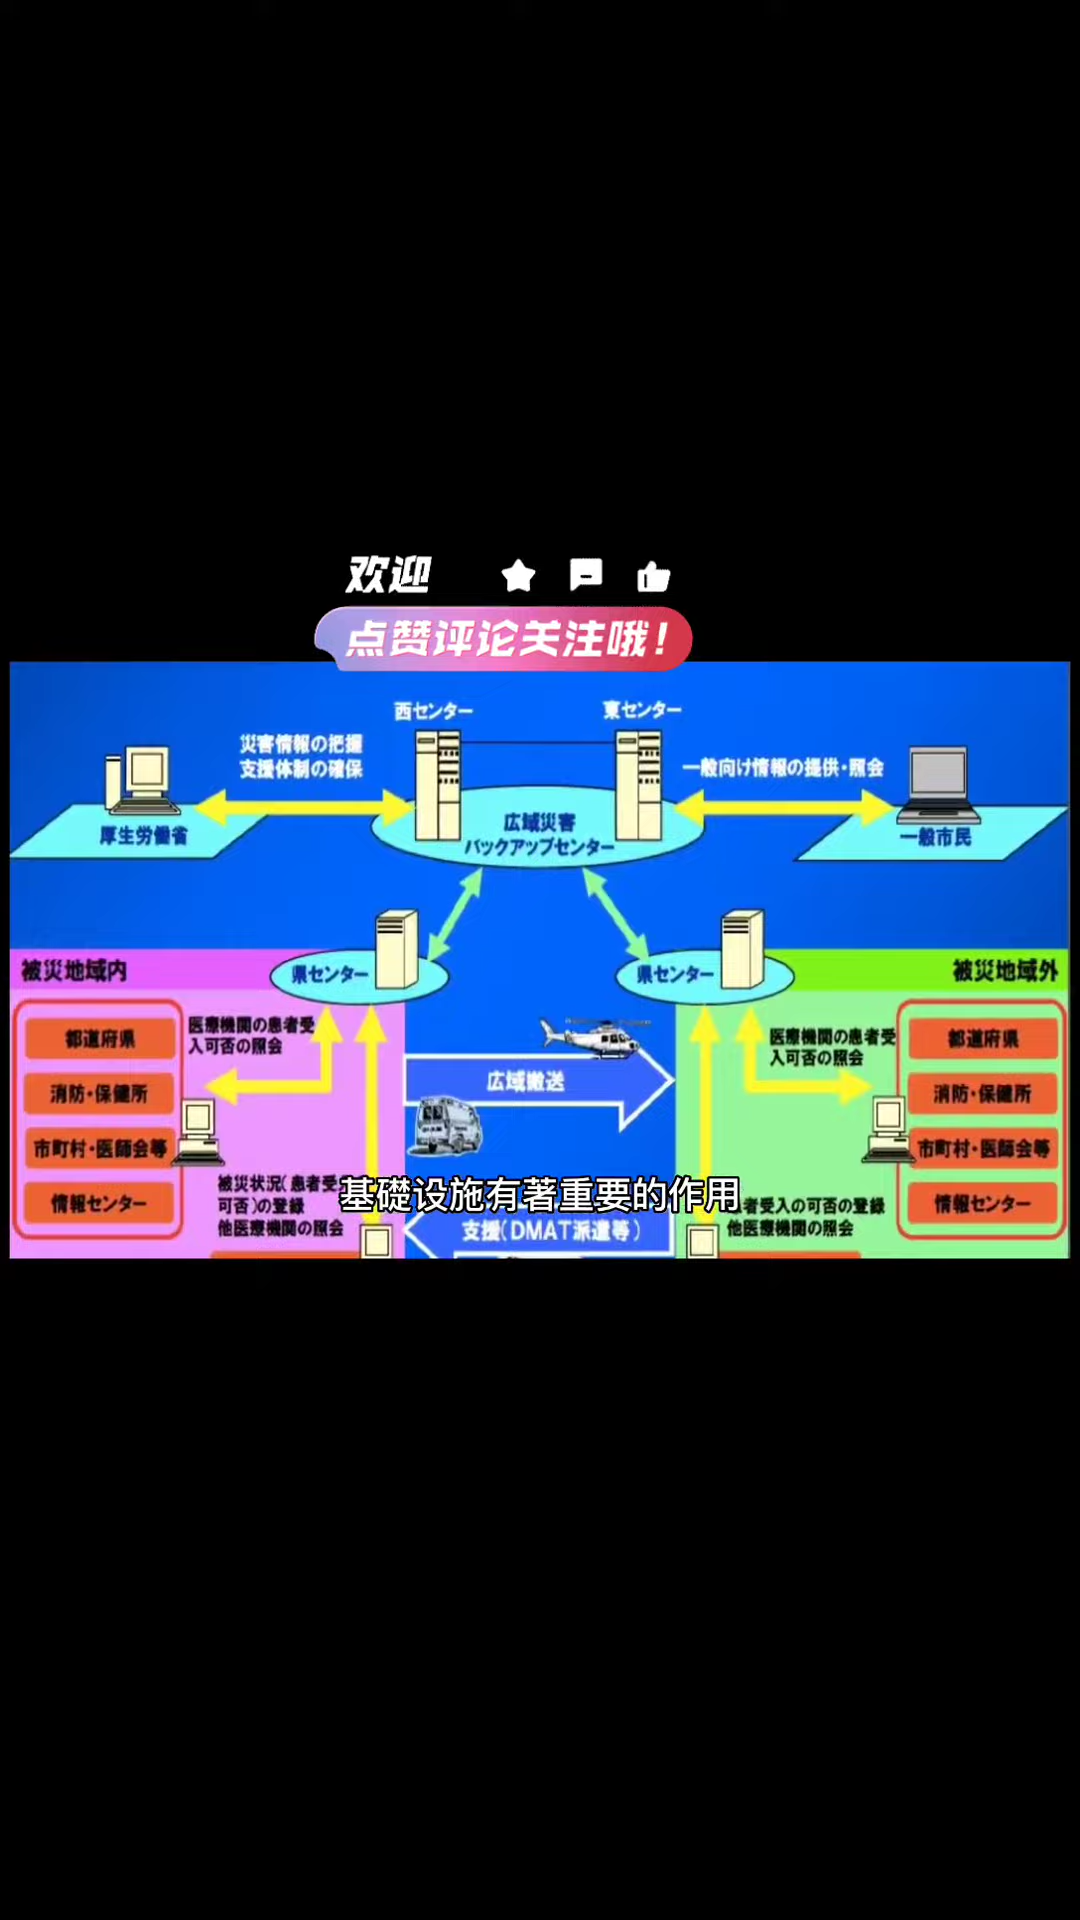 欢迎
点赞评论关注哦!
西センター
東センター
災害情報の把握
支援体制の確保
一般向け情報の提供・照会
厚生労働省
広域災害
バックアップセンター
一般市民
県センター
県センター
被災地域内
被災地域外
都道府県
消防・保健所
市町村・医師会等
情報センター
医療機関の患者受
入可否の照会
広域搬送
医療機関の患者受
入可否の照会
都道府県
消防・保健所
市町村・医師会等
情報センター
被災状況(患者受
可否)の登録
他医療機関の照会
基礎设施有著重要的作用
支援(DMAT派遣等)
者受入の可否の登録
他医療機関の照会